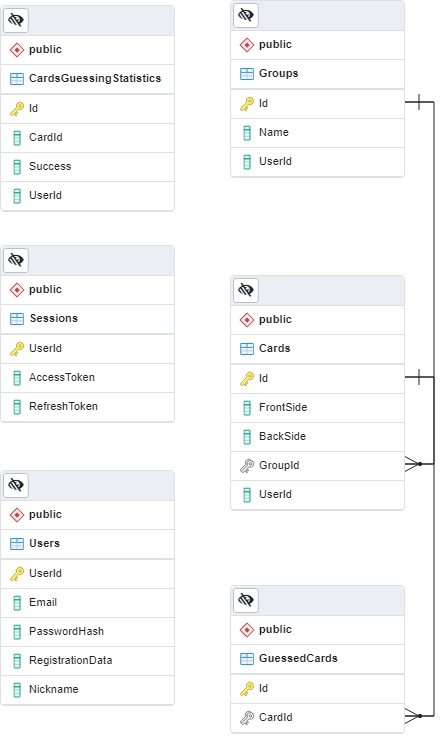 public
CardsGuessingStatistics
Id
CardId
Success
UserId
public
Sessions
UserId
AccessToken
RefreshToken
public
Users
UserId
Email
PasswordHash
RegistrationData
Nickname
public
Groups
Id
Name
UserId
public
Cards
Id
FrontSide
BackSide
GroupId
UserId
public
GuessedCards
Id
CardId